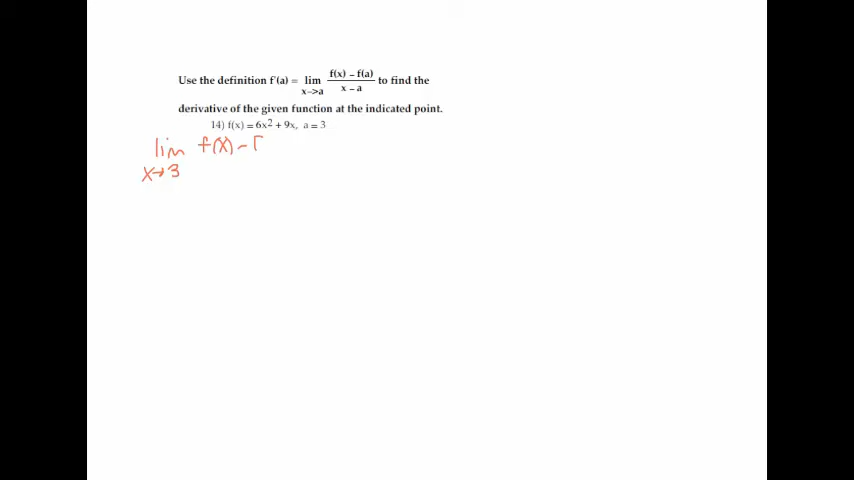 Use the definition f'(a) = lim x->a f(x) – f(a) / x – a to find the
derivative of the given function at the indicated point.
14) f(x) = 6x² + 9x, a = 3
lim x→3 f(x) –